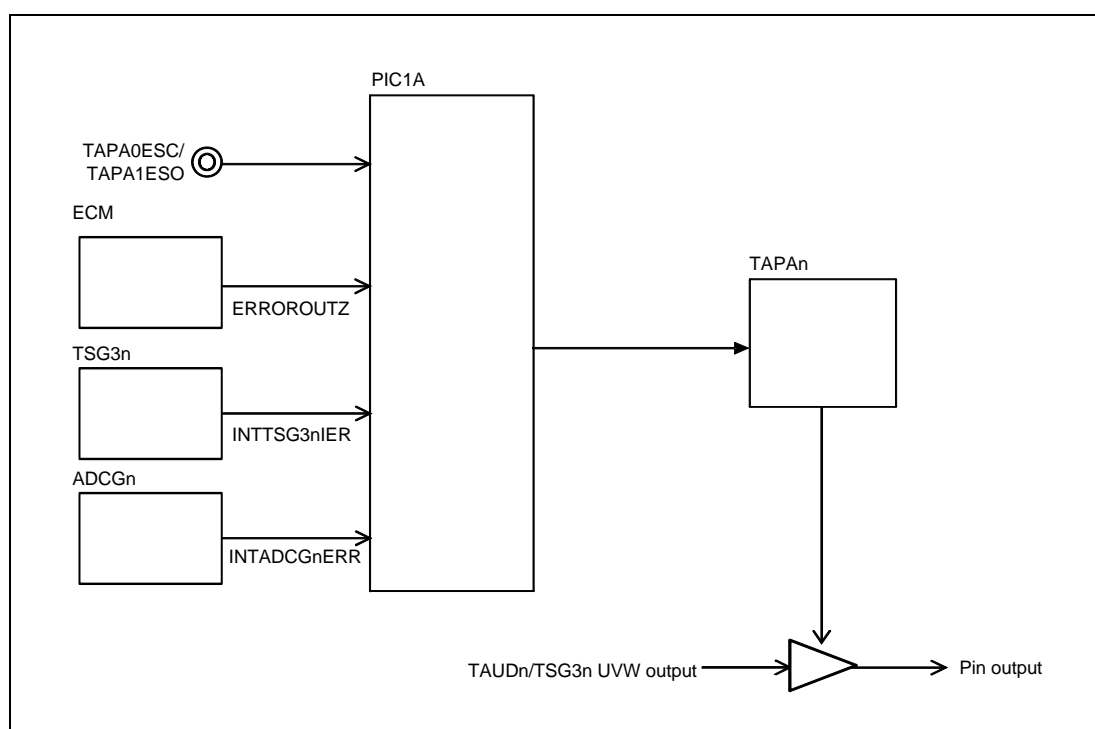 PIC1A
TAPA0ESC/
TAPA1ESO
ECM
ERROROUTZ
TAPAn
TSG3n
INTTSG3nIER
ADCGn
INTADCGnERR
TAUDn/TSG3n UVW output
Pin output